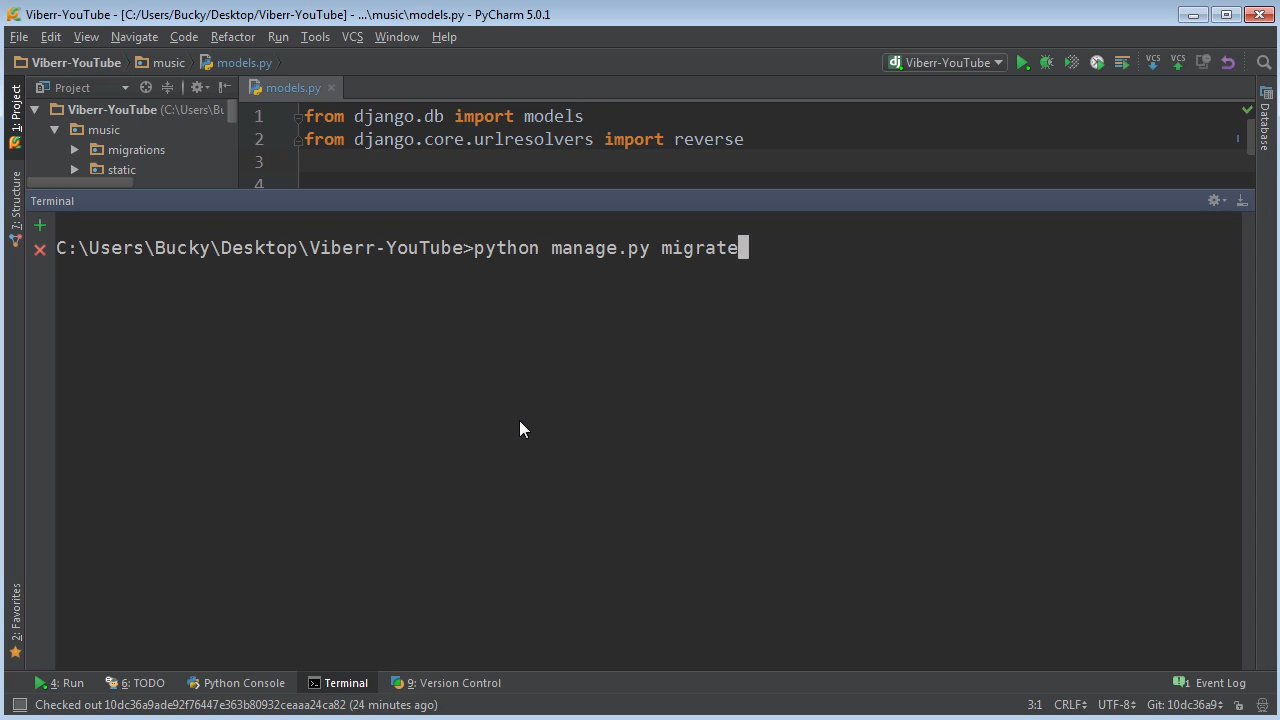 Viberr-YouTube - [C:/Users/Bucky/Desktop/Viberr-YouTube] - ...\music\models.py - PyCharm 5.0.1
File Edit View Navigate Code Refactor Run Tools VCS Window Help
Viberr-YouTube music models.py Viberr-YouTube VCS VCS
1: Project
7: Structure
2: Favorites
Project
Viberr-YouTube (C:\Users\Bu
music
migrations
static
models.py
1 from django.db import models
2 from django.core.urlresolvers import reverse
3
4
Database
Terminal
C:\Users\Bucky\Desktop\Viberr-YouTube>python manage.py migrate
4: Run 6: TODO Python Console Terminal 9: Version Control 1 Event Log
Checked out 10dc36a9ade92f76447e363b80932ceaaa24ca82 (24 minutes ago) 3:1 CRLF UTF-8 Git: 10dc36a9